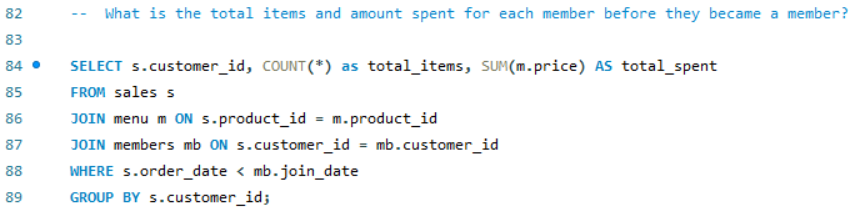 82 -- What is the total items and amount spent for each member before they became a member?
83
84 SELECT s.customer_id, COUNT(*) as total_items, SUM(m.price) AS total_spent
85 FROM sales s
86 JOIN menu m ON s.product_id = m.product_id
87 JOIN members mb ON s.customer_id = mb.customer_id
88 WHERE s.order_date < mb.join_date
89 GROUP BY s.customer_id;